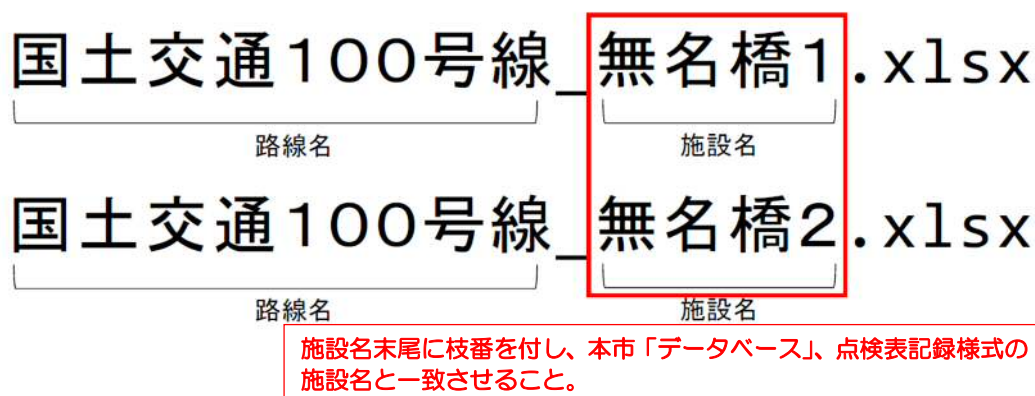 国土交通100号線_無名橋1.xlsx
路線名 施設名
国土交通100号線_無名橋2.xlsx
路線名 施設名
施設名末尾に枝番を付し、本市「データベース」、点検表記録様式の
施設名と一致させること。